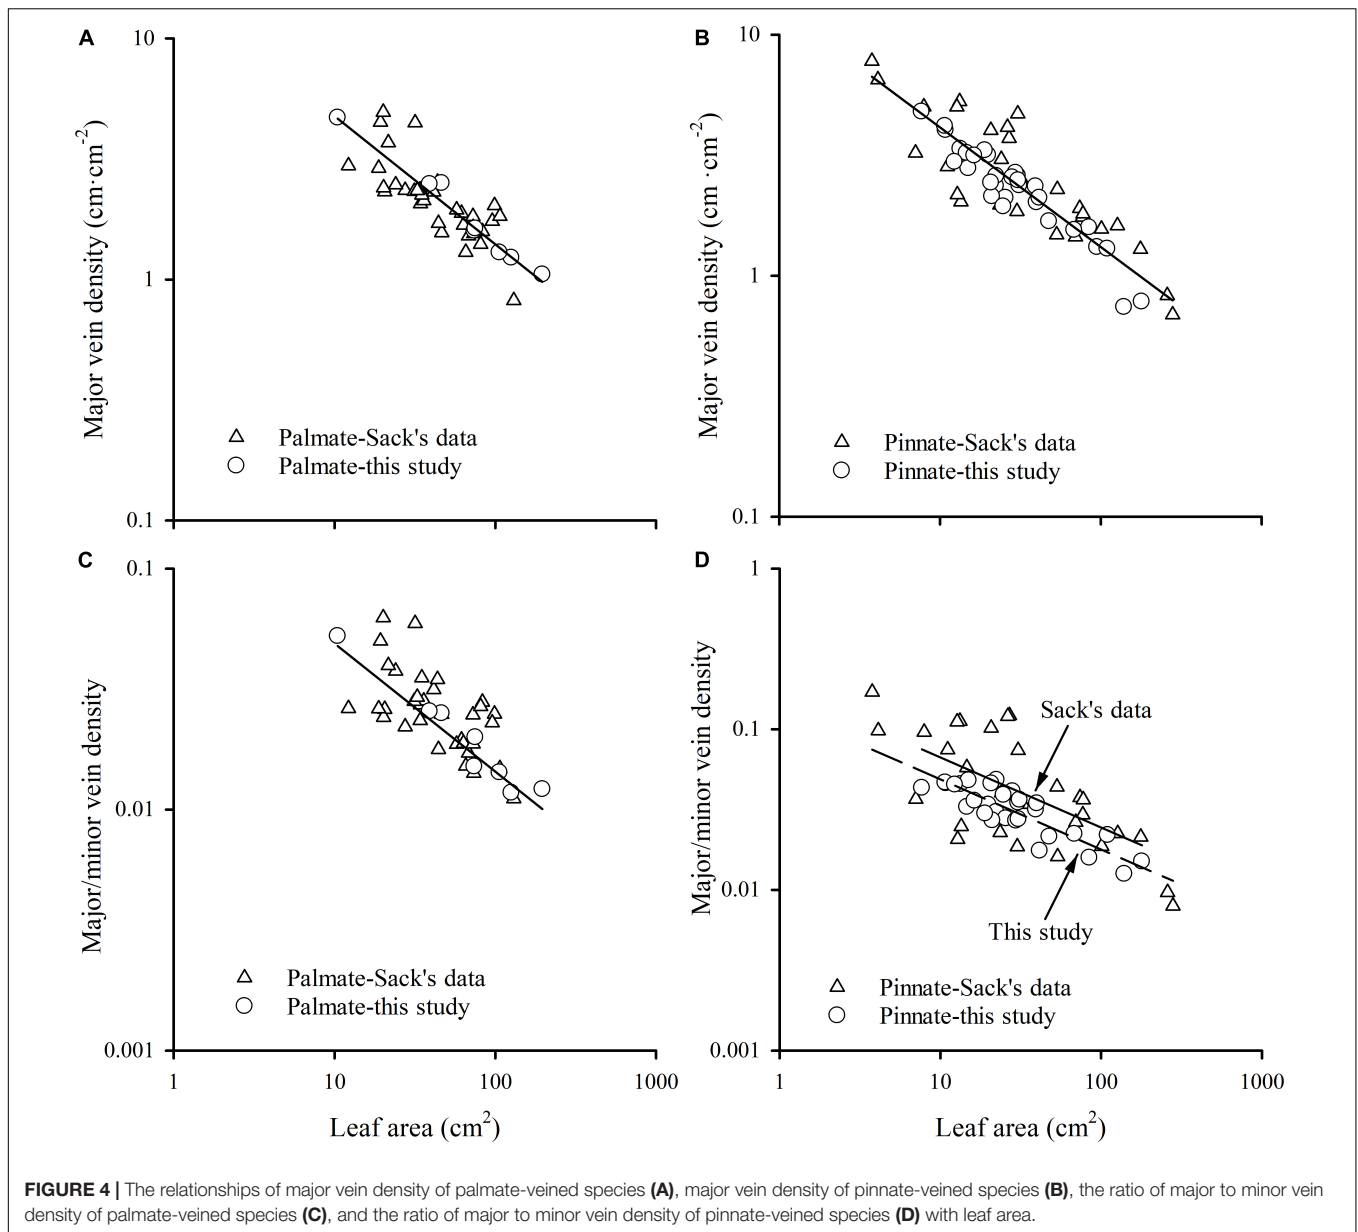 A
10
1
0.1
Major vein density (cm·cm-2)
Palmate-Sack's data
Palmate-this study
B
10
1
0.1
Major vein density (cm ·cm-2)
Pinnate-Sack's data
Pinnate-this study
C
0.1
0.01
0.001
Major/minor vein density
Palmate-Sack's data
Palmate-this study
1 10 100 1000
Leaf area (cm2)
D
1
0.1
0.01
0.001
Major/minor vein density
Sack's data
This study
Pinnate-Sack's data
Pinnate-this study
1 10 100 1000
Leaf area (cm2)
FIGURE 4 | The relationships of major vein density of palmate-veined species (A), major vein density of pinnate-veined species (B), the ratio of major to minor vein
density of palmate-veined species (C), and the ratio of major to minor vein density of pinnate-veined species (D) with leaf area.